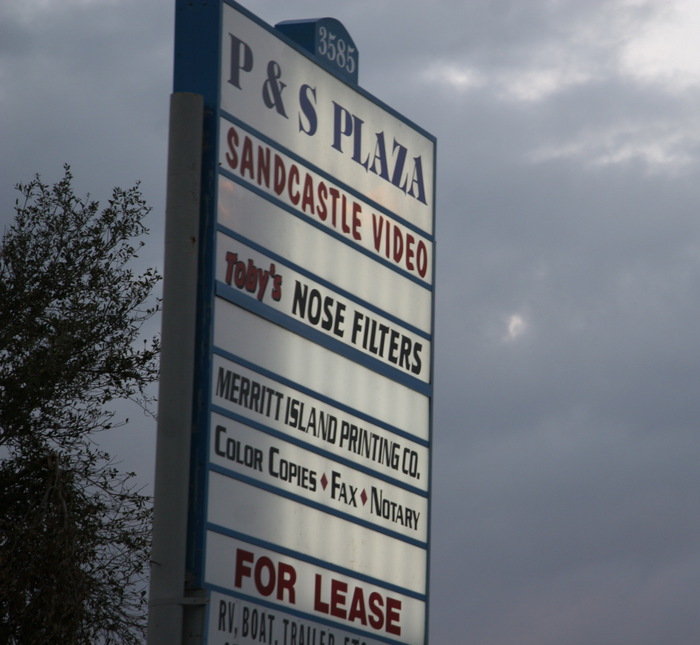 3585
P & S PLAZA
SANDCASTLE VIDEO
Toby's NOSE FILTERS
MERRITT ISLAND PRINTING CO.
COLOR COPIES ♦ FAX ♦ NOTARY
FOR LEASE
RV, BOAT, TRAILER,